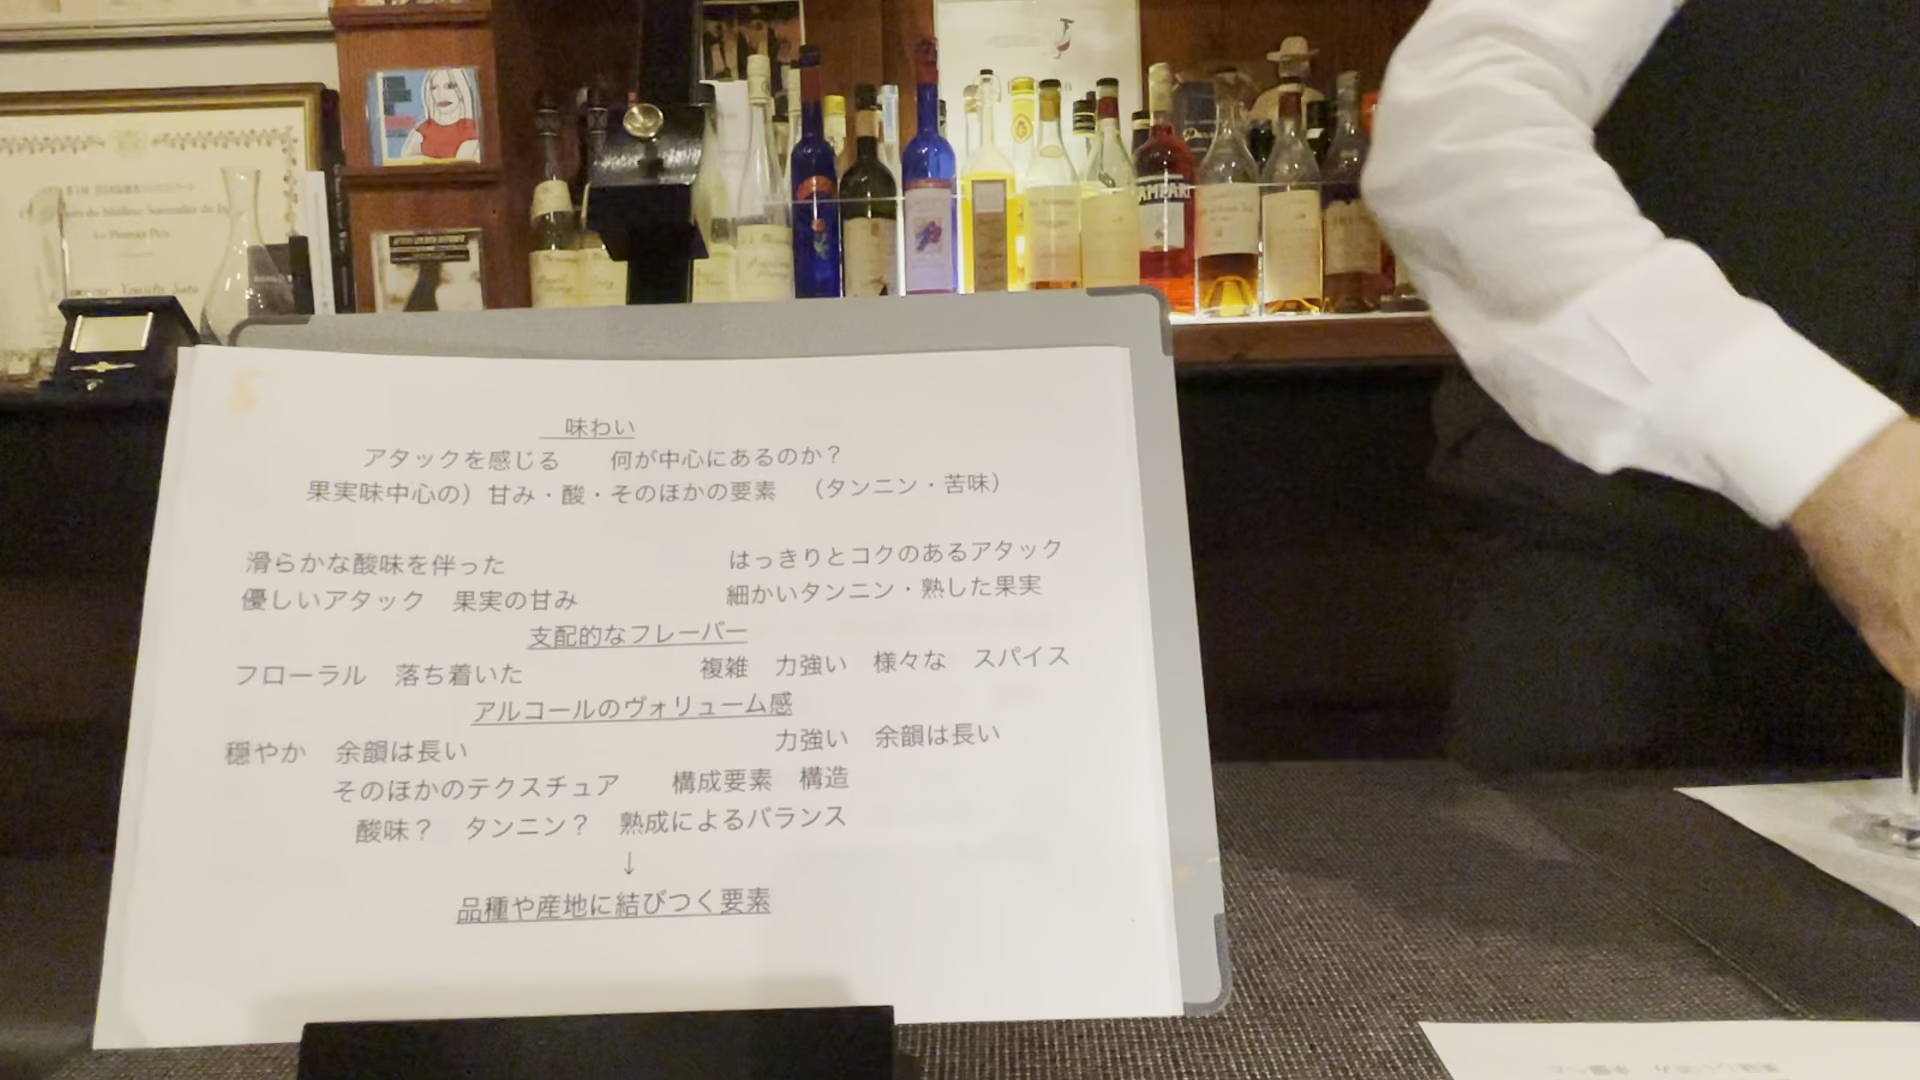 味わい
アタックを感じる　何が中心にあるのか？
果実味中心の）甘み・酸・そのほかの要素　（タンニン・苦味）
滑らかな酸味を伴った
優しいアタック　果実の甘み
はっきりとコクのあるアタック
細かいタンニン・熟した果実
支配的なフレーバー
フローラル　落ち着いた
複雑　力強い　様々な　スパイス
アルコールのヴォリューム感
穏やか　余韻は長い
力強い　余韻は長い
そのほかのテクスチュア　構成要素　構造
酸味？　タンニン？　熟成によるバランス
↓
品種や産地に結びつく要素
CAMPARI
Meilleur Sommelier du
Le Premier Prix